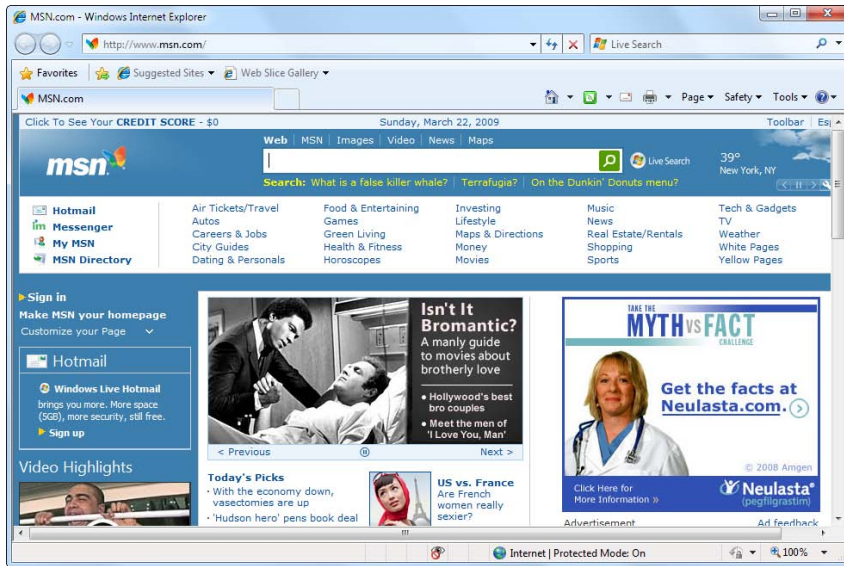 MSN.com - Windows Internet Explorer
http://www.msn.com/
Live Search
Favorites Suggested Sites Web Slice Gallery
MSN.com
Page Safety Tools
Click To See Your CREDIT SCORE - $0 Sunday, March 22, 2009 Toolbar
Web MSN Images Video News Maps
msn
Live Search
39°
New York, NY
Search: What is a false killer whale? Terrafugia? On the Dunkin' Donuts menu?
Hotmail
Messenger
My MSN
MSN Directory
Air Tickets/Travel Food & Entertaining Investing Music Tech & Gadgets
Autos Games Lifestyle News TV
Careers & Jobs Green Living Maps & Directions Real Estate/Rentals Weather
City Guides Health & Fitness Money Shopping White Pages
Dating & Personals Horoscopes Movies Sports Yellow Pages
Sign in
Make MSN your homepage
Customize your Page
Hotmail
Windows Live Hotmail
brings you more. More space
(5GB), more security, still free.
Sign up
Video Highlights
Isn't It
Bromantic?
A manly guide
to movies about
brotherly love
• Hollywood's best
bro couples
• Meet the men of
'I Love You, Man'
< Previous Next >
Today's Picks
· With the economy down,
vasectomies are up
· 'Hudson hero' pens book deal
US vs. France
Are French
women really
sexier?
TAKE THE
MYTH VS FACT
CHALLENGE
Get the facts at
Neulasta.com.
© 2008 Amgen
Click Here for
More Information »
Neulasta®
(pegfilgrastim)
Advertisement Ad feedback
Internet | Protected Mode: On 100%